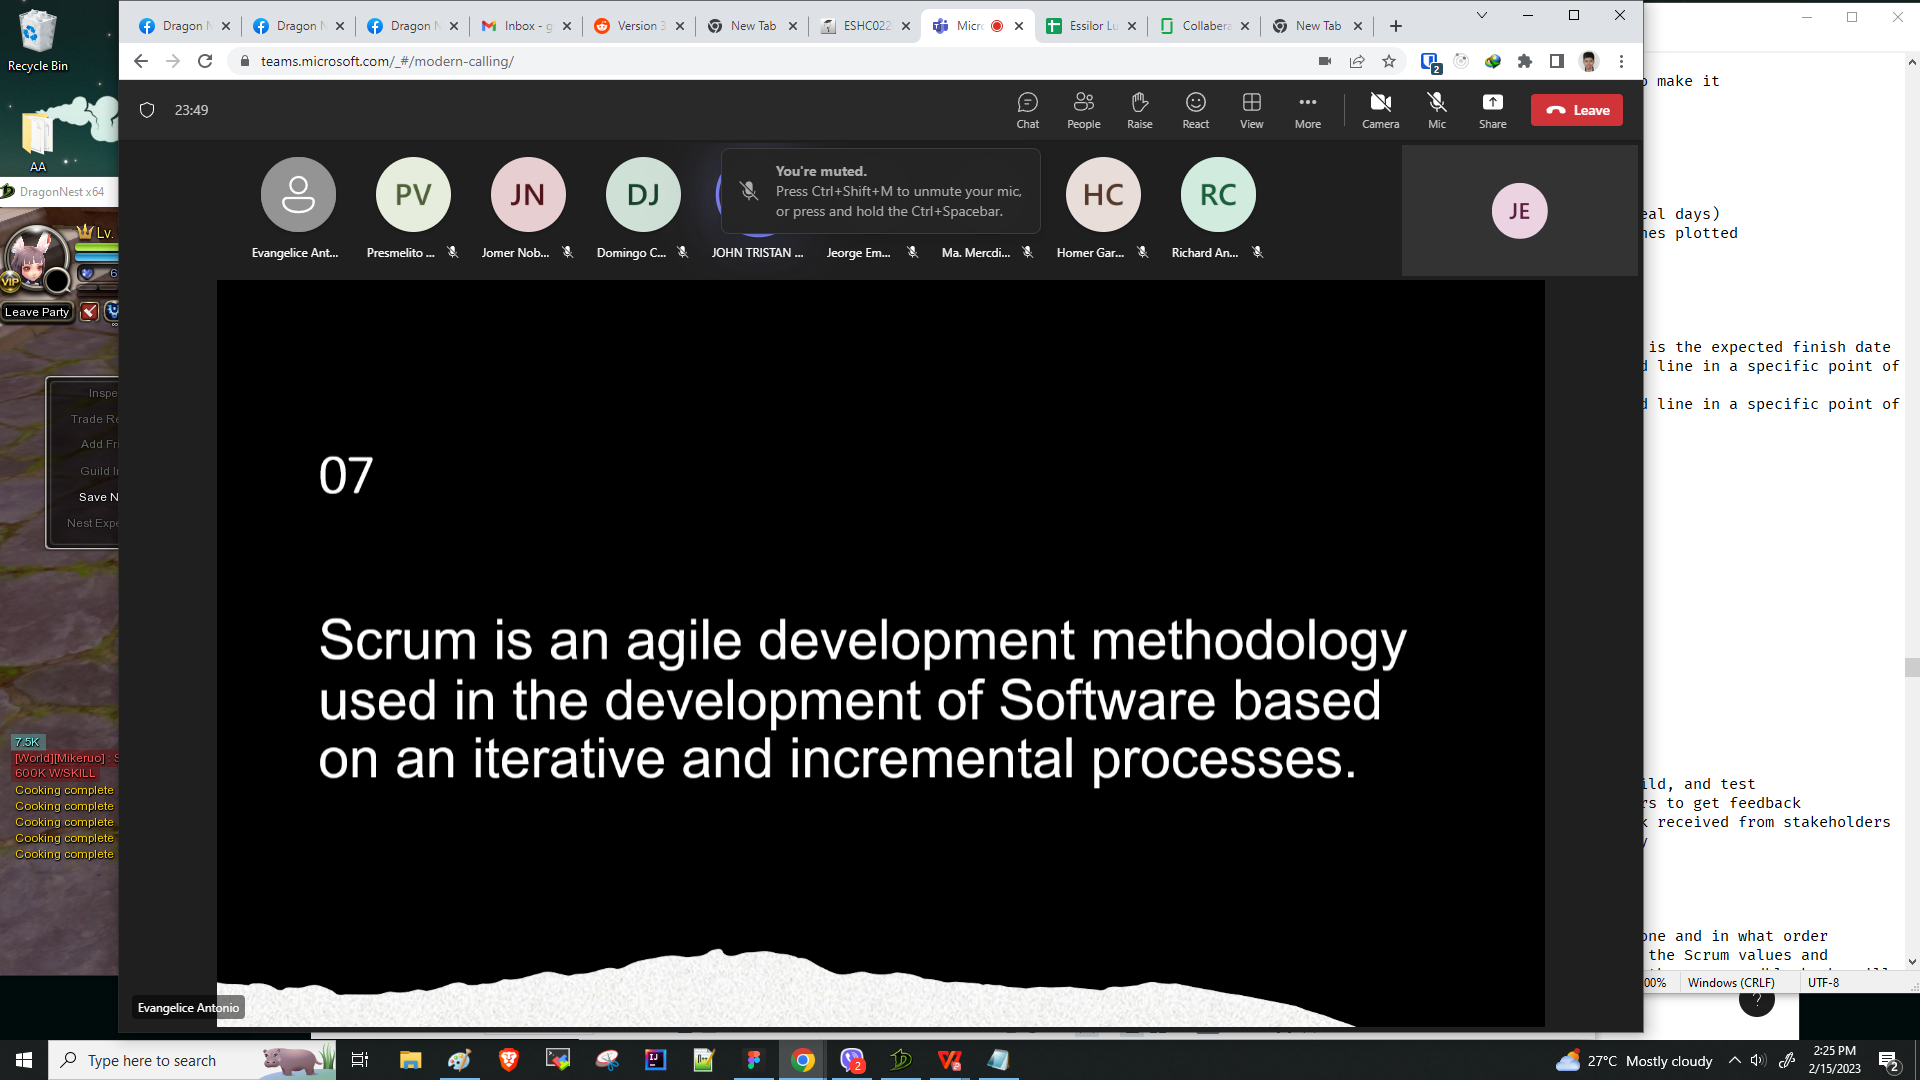 Recycle Bin
AA
DragonNest x64
Lv.
VIP
6
Leave Party
Inspe
Trade Re
Add Fri
Guild I
Save N
Nest Expe
7.5K
[World][Mikeruo] : S
600K W/SKILL
Cooking complete
Cooking complete
Cooking complete
Cooking complete
Cooking complete
Dragon N
Dragon N
Dragon N
Inbox - g
Version 3
New Tab
ESHC022
Micr
Essilor Lu
Collabera
New Tab
teams.microsoft.com/_#/modern-calling/
2
23:49
Chat
People
Raise
React
View
More
Camera
Mic
Share
Leave
PV
JN
DJ
You're muted.
Press Ctrl+Shift+M to unmute your mic,
or press and hold the Ctrl+Spacebar.
HC
RC
JE
Evangelice Ant...
Presmelito ...
Jomer Nob...
Domingo C...
JOHN TRISTAN ...
Jeorge Em...
Ma. Mercdi...
Homer Gar...
Richard An...
07
Scrum is an agile development methodology
used in the development of Software based
on an iterative and incremental processes.
Evangelice Antonio
make it
eal days)
nes plotted
is the expected finish date
d line in a specific point of
d line in a specific point of
ild, and test
rs to get feedback
received from stakeholders
one and in what order
the Scrum values and
00%
Windows (CRLF)
UTF-8
?
Type here to search
2
27°C Mostly cloudy
2:25 PM
2/15/2023
2